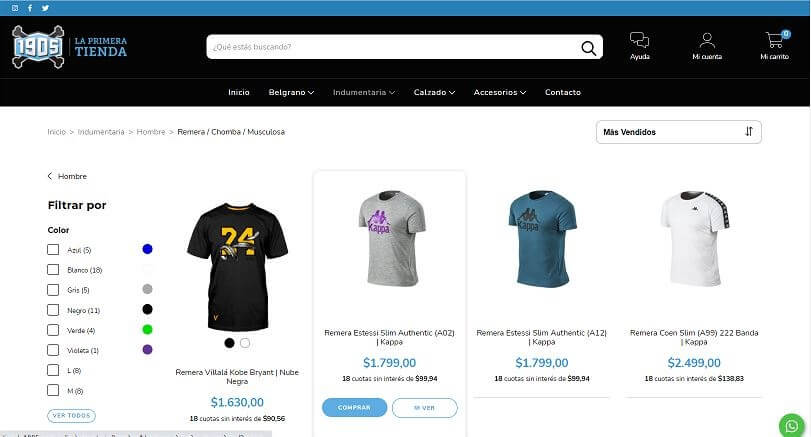 1905
LA PRIMERA
TIENDA
¿Qué estás buscando?
Ayuda
Mi cuenta
0
Mi carrito
Inicio
Belgrano
Indumentaria
Calzado
Accesorios
Contacto
Inicio > Indumentaria > Hombre > Remera / Chomba / Musculosa
Más Vendidos
Hombre
Filtrar por
Color
Azul (5)
Blanco (18)
Gris (5)
Negro (11)
Verde (4)
Violeta (1)
L (8)
M (8)
VER TODOS
24
Remera Villalá Kobe Bryant | Nube
Negra
$1.630,00
18 cuotas sin interés de $90,56
Kappa
Remera Estessi Slim Authentic (A02)
| Kappa
$1.799,00
18 cuotas sin interés de $99,94
COMPRAR
VER
Kappa
Remera Estessi Slim Authentic (A12)
| Kappa
$1.799,00
18 cuotas sin interés de $99,94
Remera Coen Slim (A99) 222 Banda
| Kappa
$2.499,00
18 cuotas sin interés de $138,83